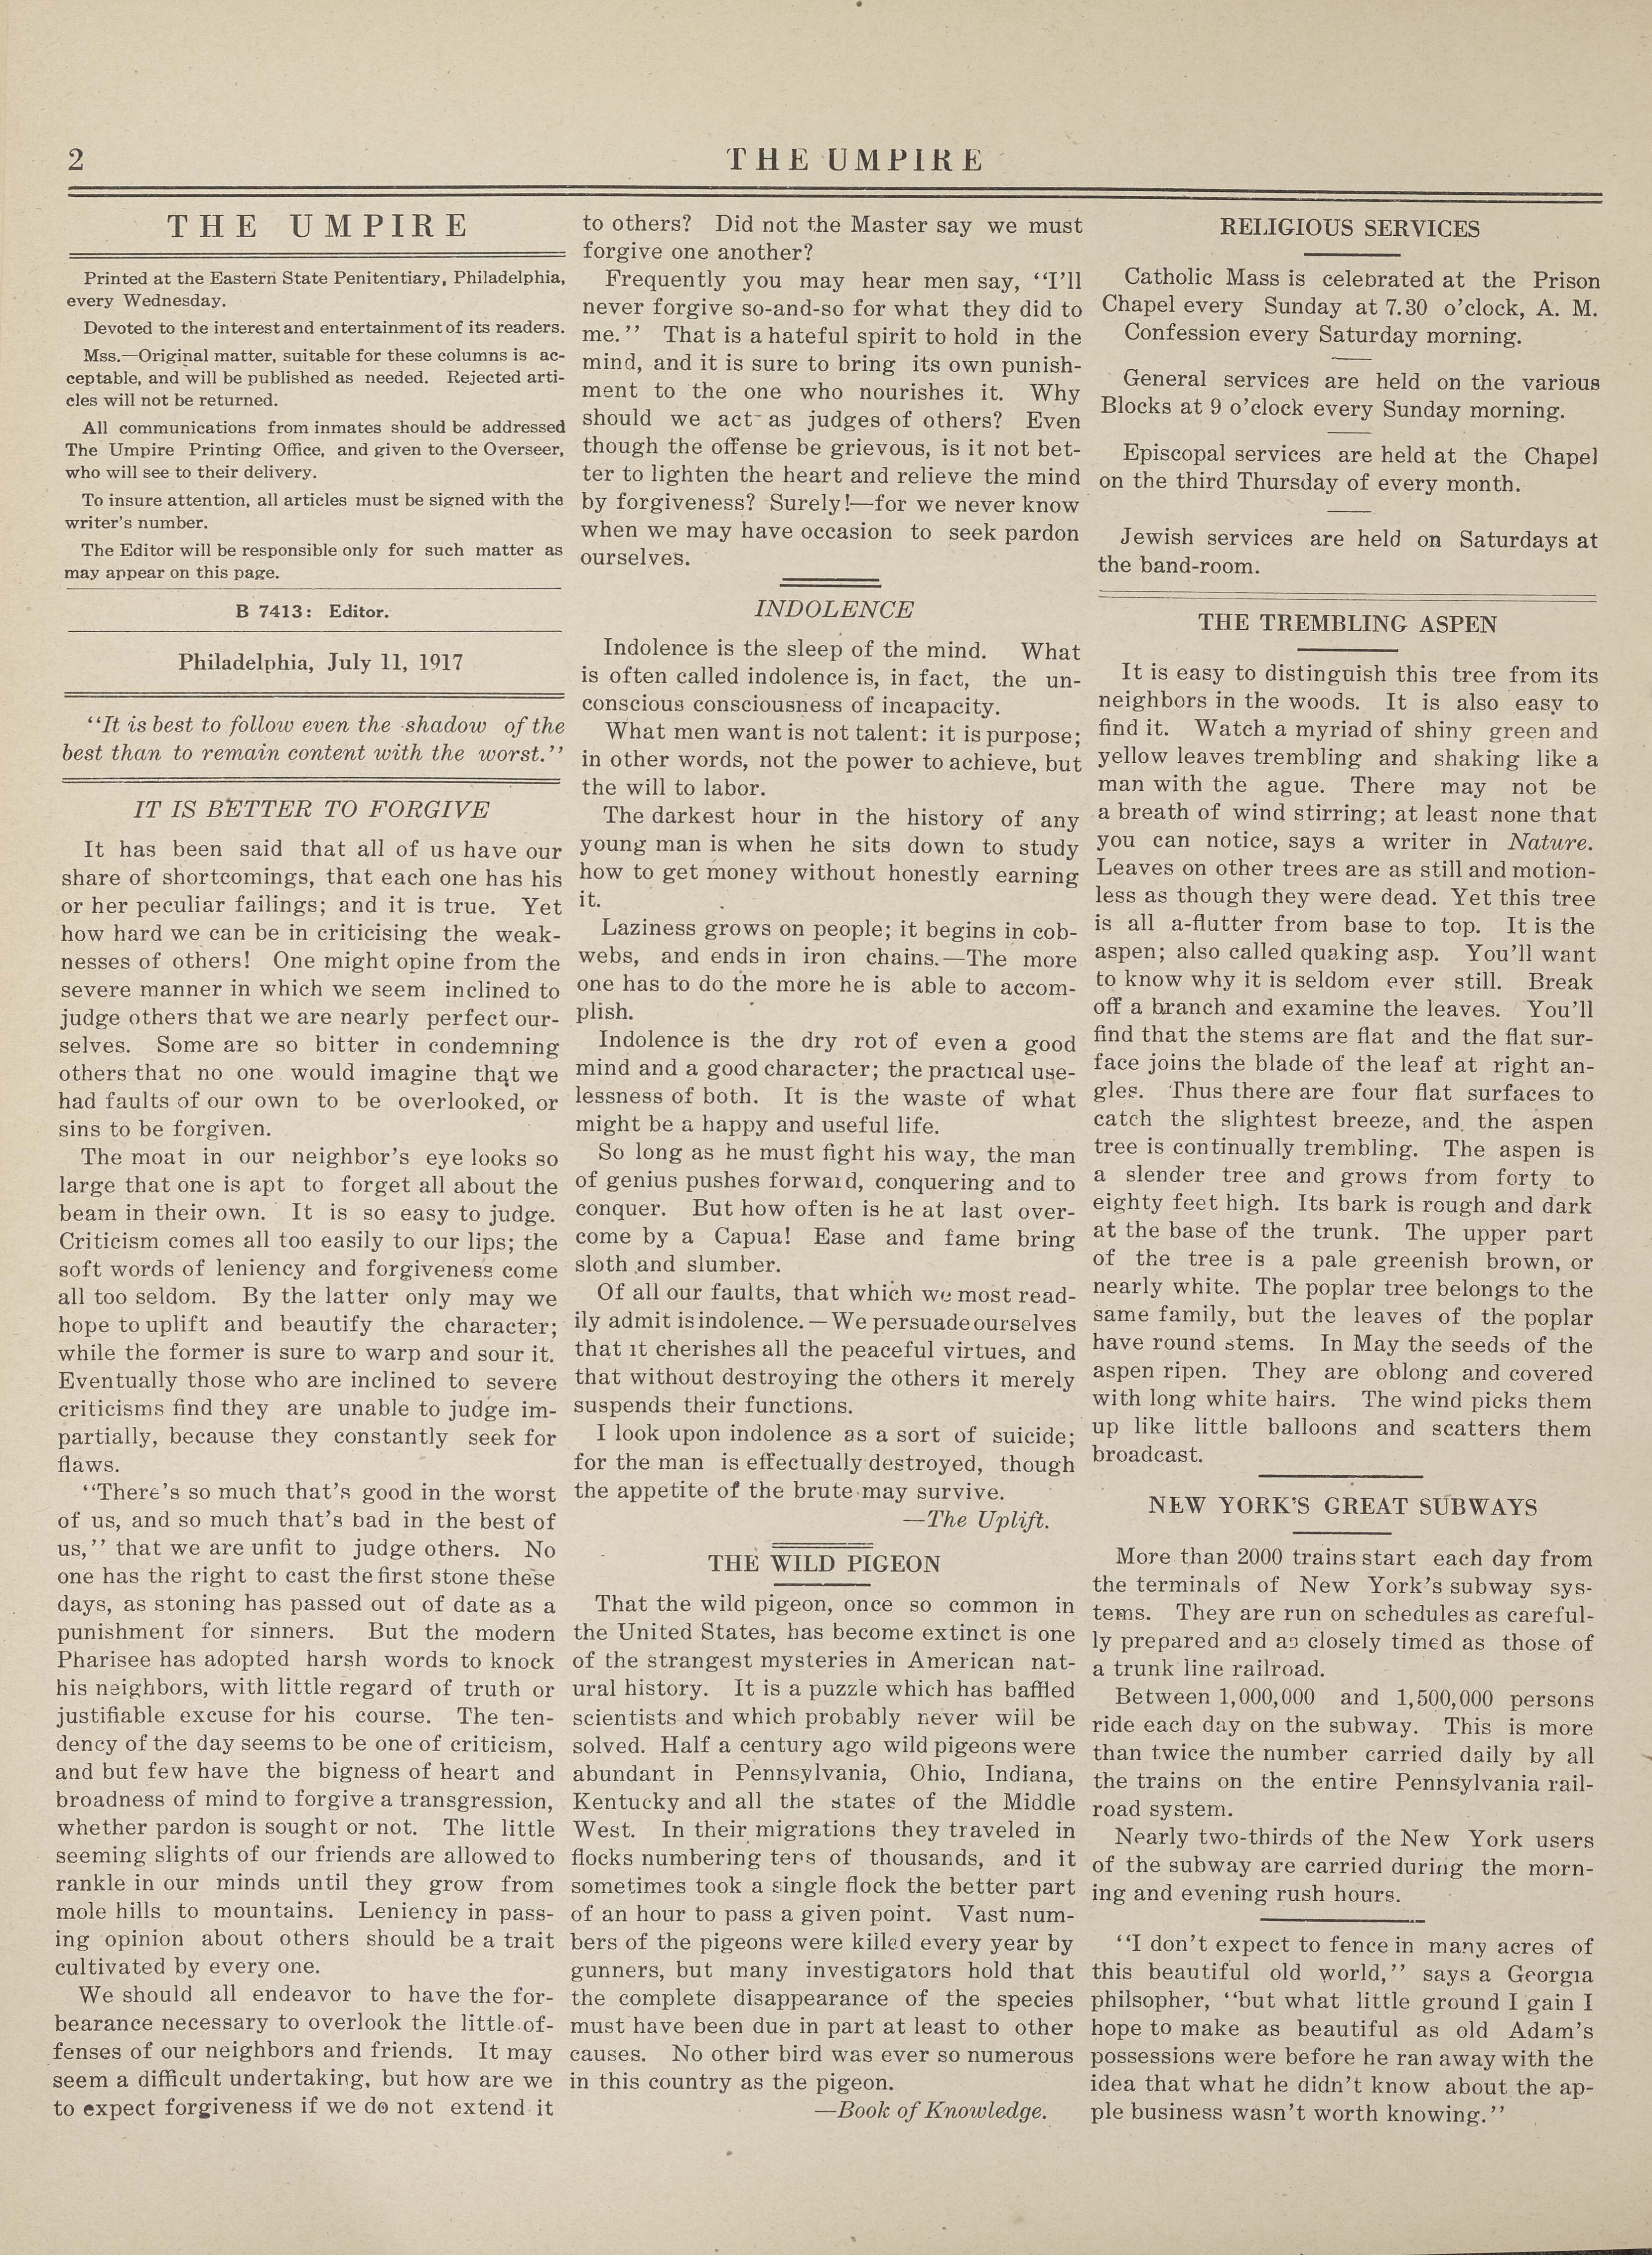 2
THE UMPIRE
THE UMPIRE
Printed at the Eastern State Penitentiary, Philadelphia,
every Wednesday.
Devoted to the interest and entertainment of its readers.
Mss.—Original matter, suitable for these columns is ac-
ceptable, and will be published as needed. Rejected arti-
cles will not be returned.
All communications from inmates should be addressed
The Umpire Printing Office, and given to the Overseer,
who will see to their delivery.
To insure attention, all articles must be signed with the
writer's number.
The Editor will be responsible only for such matter as
may appear on this page.
B 7413: Editor.
Philadelphia, July 11, 1917
"It is best to follow even the shadow of the
best than to remain content with the worst."
IT IS BETTER TO FORGIVE
It has been said that all of us have our
share of shortcomings, that each one has his
or her peculiar failings; and it is true. Yet
how hard we can be in criticising the weak-
nesses of others! One might opine from the
severe manner in which we seem inclined to
judge others that we are nearly perfect our-
selves. Some are so bitter in condemning
others that no one would imagine that we
had faults of our own to be overlooked, or
sins to be forgiven.
The moat in our neighbor's eye looks so
large that one is apt to forget all about the
beam in their own. It is so easy to judge.
Criticism comes all too easily to our lips; the
soft words of leniency and forgiveness come
all too seldom. By the latter only may we
hope to uplift and beautify the character;
while the former is sure to warp and sour it.
Eventually those who are inclined to severe
criticisms find they are unable to judge im-
partially, because they constantly seek for
flaws.
"There's so much that's good in the worst
of us, and so much that's bad in the best of
us," that we are unfit to judge others. No
one has the right to cast the first stone these
days, as stoning has passed out of date as a
punishment for sinners. But the modern
Pharisee has adopted harsh words to knock
his neighbors, with little regard of truth or
justifiable excuse for his course. The ten-
dency of the day seems to be one of criticism,
and but few have the bigness of heart and
broadness of mind to forgive a transgression,
whether pardon is sought or not. The little
seeming slights of our friends are allowed to
rankle in our minds until they grow from
mole hills to mountains. Leniency in pass-
ing opinion about others should be a trait
cultivated by every one.
We should all endeavor to have the for-
bearance necessary to overlook the little of-
fenses of our neighbors and friends. It may
seem a difficult undertaking, but how are we
to expect forgiveness if we do not extend it
to others? Did not the Master say we must
forgive one another?
Frequently you may hear men say, "I'll
never forgive so-and-so for what they did to
me." That is a hateful spirit to hold in the
mind, and it is sure to bring its own punish-
ment to the one who nourishes it. Why
should we act as judges of others? Even
though the offense be grievous, is it not bet-
ter to lighten the heart and relieve the mind
by forgiveness? Surely!—for we never know
when we may have occasion to seek pardon
ourselves.
INDOLENCE
Indolence is the sleep of the mind. What
is often called indolence is, in fact, the un-
conscious consciousness of incapacity.
What men want is not talent: it is purpose;
in other words, not the power to achieve, but
the will to labor.
The darkest hour in the history of any
young man is when he sits down to study
how to get money without honestly earning
it.
Laziness grows on people; it begins in cob-
webs, and ends in iron chains.—The more
one has to do the more he is able to accom-
plish.
Indolence is the dry rot of even a good
mind and a good character; the practical use-
lessness of both. It is the waste of what
might be a happy and useful life.
So long as he must fight his way, the man
of genius pushes forward, conquering and to
conquer. But how often is he at last over-
come by a Capua! Ease and fame bring
sloth and slumber.
Of all our faults, that which we most read-
ily admit is indolence.—We persuade ourselves
that it cherishes all the peaceful virtues, and
that without destroying the others it merely
suspends their functions.
I look upon indolence as a sort of suicide;
for the man is effectually destroyed, though
the appetite of the brute may survive.
—The Uplift.
THE WILD PIGEON
That the wild pigeon, once so common in
the United States, has become extinct is one
of the strangest mysteries in American nat-
ural history. It is a puzzle which has baffled
scientists and which probably never will be
solved. Half a century ago wild pigeons were
abundant in Pennsylvania, Ohio, Indiana,
Kentucky and all the states of the Middle
West. In their migrations they traveled in
flocks numbering tens of thousands, and it
sometimes took a single flock the better part
of an hour to pass a given point. Vast num-
bers of the pigeons were killed every year by
gunners, but many investigators hold that
the complete disappearance of the species
must have been due in part at least to other
causes. No other bird was ever so numerous
in this country as the pigeon.
—Book of Knowledge.
RELIGIOUS SERVICES
Catholic Mass is celebrated at the Prison
Chapel every Sunday at 7.30 o'clock, A. M.
Confession every Saturday morning.
General services are held on the various
Blocks at 9 o'clock every Sunday morning.
Episcopal services are held at the Chapel
on the third Thursday of every month.
Jewish services are held on Saturdays at
the band-room.
THE TREMBLING ASPEN
It is easy to distinguish this tree from its
neighbors in the woods. It is also easy to
find it. Watch a myriad of shiny green and
yellow leaves trembling and shaking like a
man with the ague. There may not be
a breath of wind stirring; at least none that
you can notice, says a writer in Nature.
Leaves on other trees are as still and motion-
less as though they were dead. Yet this tree
is all a-flutter from base to top. It is the
aspen; also called quaking asp. You'll want
to know why it is seldom ever still. Break
off a branch and examine the leaves. You'll
find that the stems are flat and the flat sur-
face joins the blade of the leaf at right an-
gles. Thus there are four flat surfaces to
catch the slightest breeze, and the aspen
tree is continually trembling. The aspen is
a slender tree and grows from forty to
eighty feet high. Its bark is rough and dark
at the base of the trunk. The upper part
of the tree is a pale greenish brown, or
nearly white. The poplar tree belongs to the
same family, but the leaves of the poplar
have round stems. In May the seeds of the
aspen ripen. They are oblong and covered
with long white hairs. The wind picks them
up like little balloons and scatters them
broadcast.
NEW YORK'S GREAT SUBWAYS
More than 2000 trains start each day from
the terminals of New York's subway sys-
tems. They are run on schedules as careful-
ly prepared and as closely timed as those of
a trunk line railroad.
Between 1,000,000 and 1,500,000 persons
ride each day on the subway. This is more
than twice the number carried daily by all
the trains on the entire Pennsylvania rail-
road system.
Nearly two-thirds of the New York users
of the subway are carried during the morn-
ing and evening rush hours.
"I don't expect to fence in many acres of
this beautiful old world," says a Georgia
philsopher, "but what little ground I gain I
hope to make as beautiful as old Adam's
possessions were before he ran away with the
idea that what he didn't know about the ap-
ple business wasn't worth knowing."